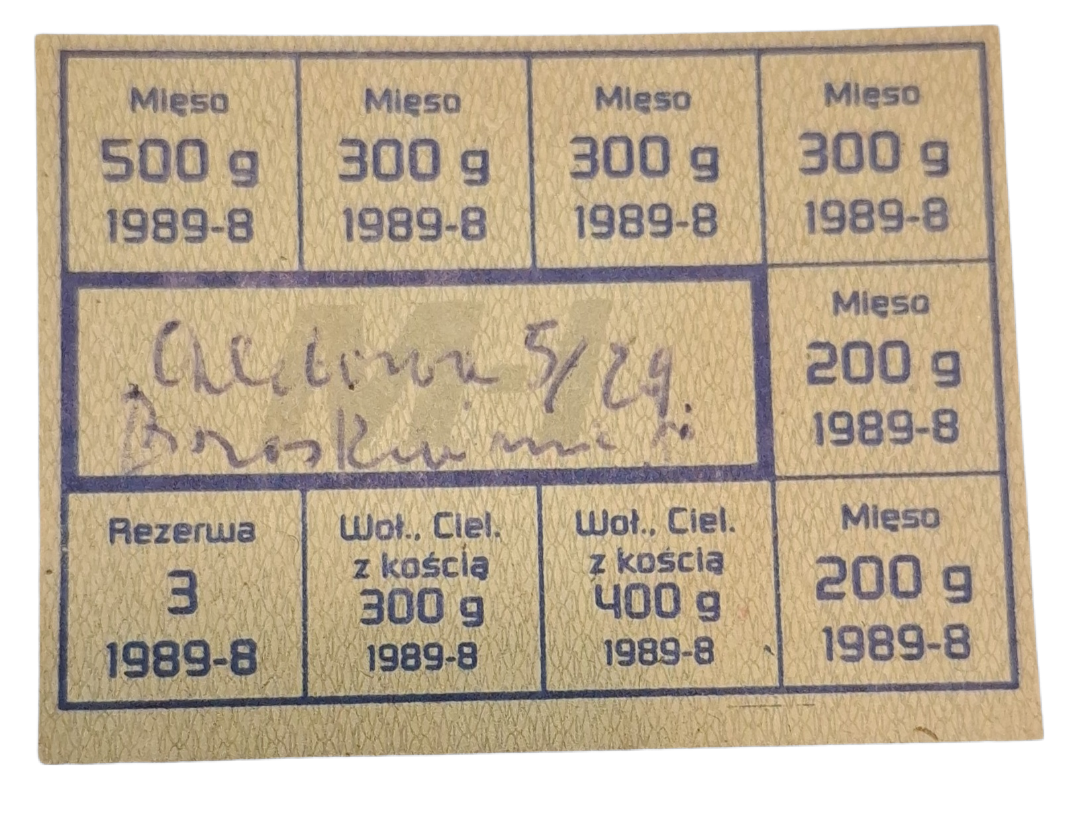 Mięso
500 g
1989-8
Mięso
300 g
1989-8
Mięso
300 g
1989-8
Mięso
300 g
1989-8
M-I
5/29.
Mięso
200 g
1989-8
Rezerwa
3
1989-8
Woł., Ciel.
z kością
300 g
1989-8
Woł., Ciel.
z kością
400 g
1989-8
Mięso
200 g
1989-8